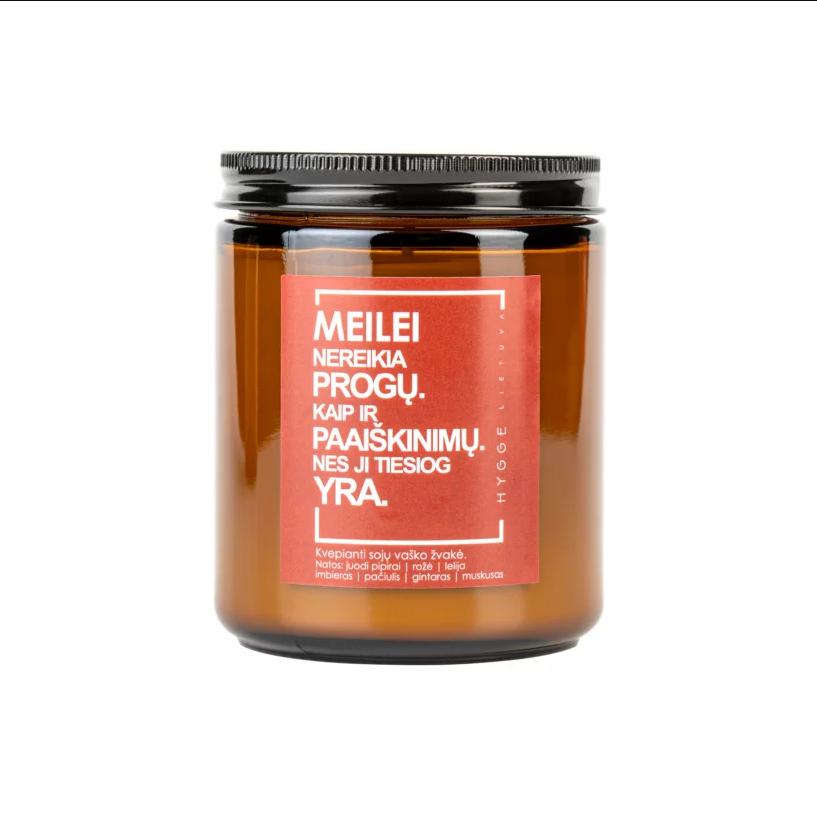 MEILEI
NEREIKIA
PROGŲ.
KAIP IR
PAAIŠKINIMŲ.
NES JI TIESIOG
YRA.
HYGGE LIETUVA
Kvepianti sojų vaško žvakė.
Natos: juodi pipirai | rožė | lelija
imbieras | pačiulis | gintaras | muskusas